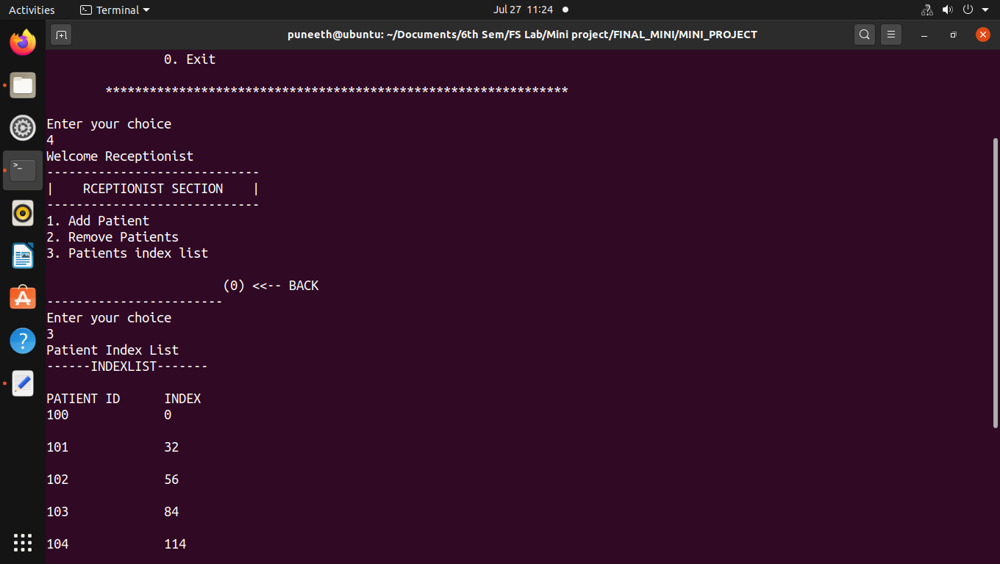 Activities Terminal Jul 27 11:24
puneeth@ubuntu: ~/Documents/6th Sem/FS Lab/Mini project/FINAL_MINI/MINI_PROJECT
0. Exit
***************************************************************
Enter your choice
4
Welcome Receptionist
-----------------------------
|    RCEPTIONIST SECTION    |
-----------------------------
1. Add Patient
2. Remove Patients
3. Patients index list
(0) <<-- BACK
------------------------
Enter your choice
3
Patient Index List
------INDEXLIST-------
PATIENT ID      INDEX
100             0
101             32
102             56
103             84
104             114